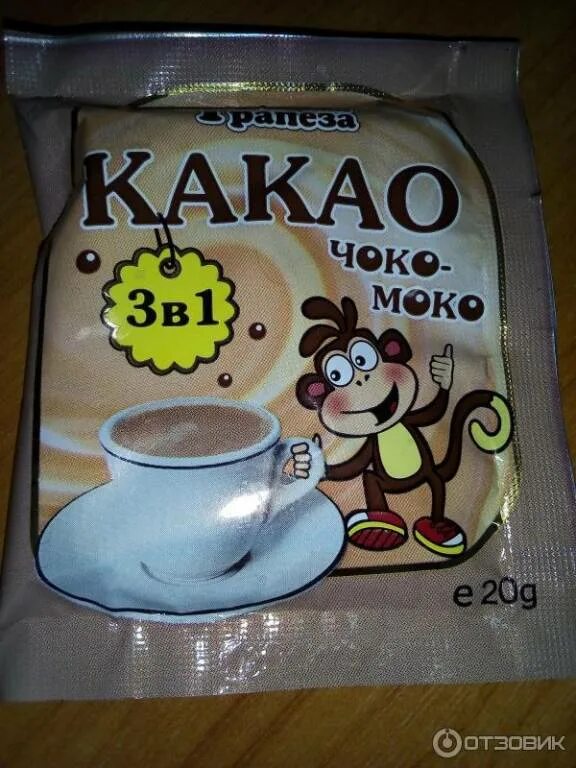 Трапеза
КАКАО
ЧОКО-
МОКО
3в1
e 20g
ОТЗОВИК